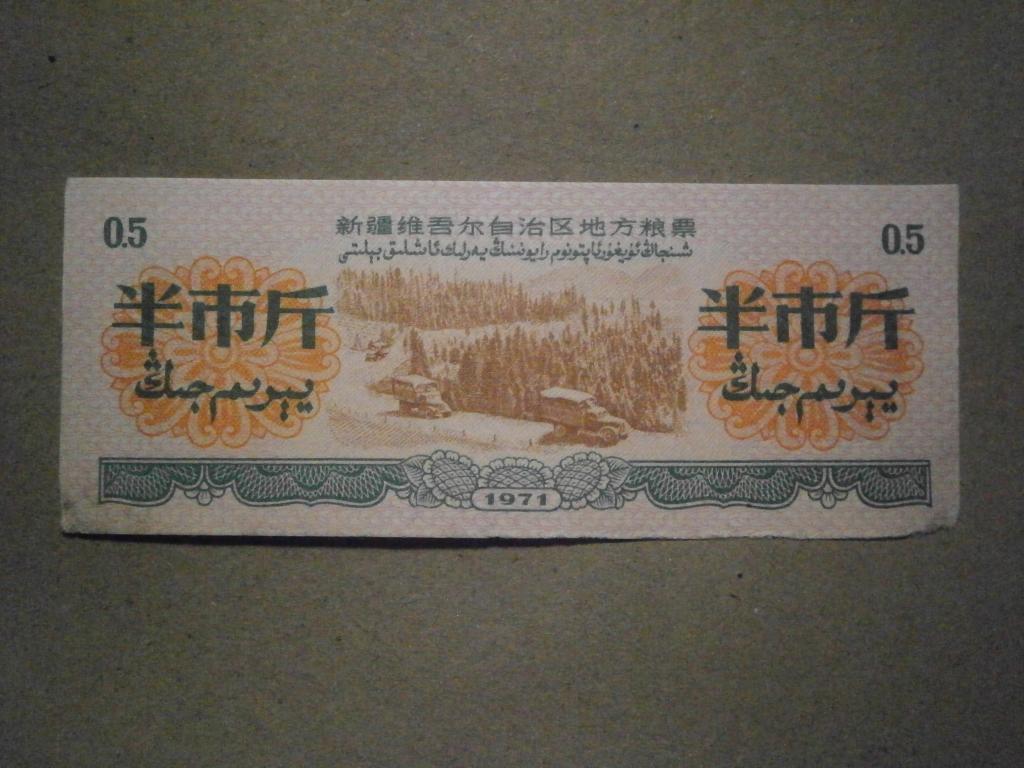 0.5
新疆维吾尔自治区地方粮票
0.5
شىنجاڭ ئۇيغۇر ئاپتونوم رايونىنىڭ يەرلىك ئاشلىق بېلىتى
半市斤
半市斤
يېرىم جىڭ
يېرىم جىڭ
1971